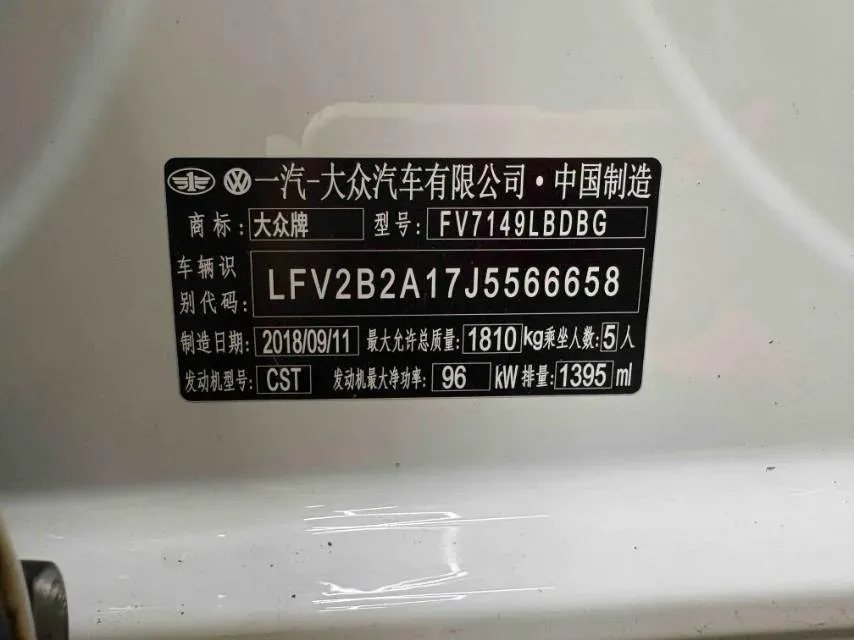 一汽-大众汽车有限公司·中国制造
商标: 大众牌 型号: FV7149LBDBG
车辆识别代码: LFV2B2A17J5566658
制造日期: 2018/09/11 最大允许总质量: 1810 kg 乘坐人数: 5 人
发动机型号: CST 发动机最大净功率: 96 kW 排量: 1395 ml